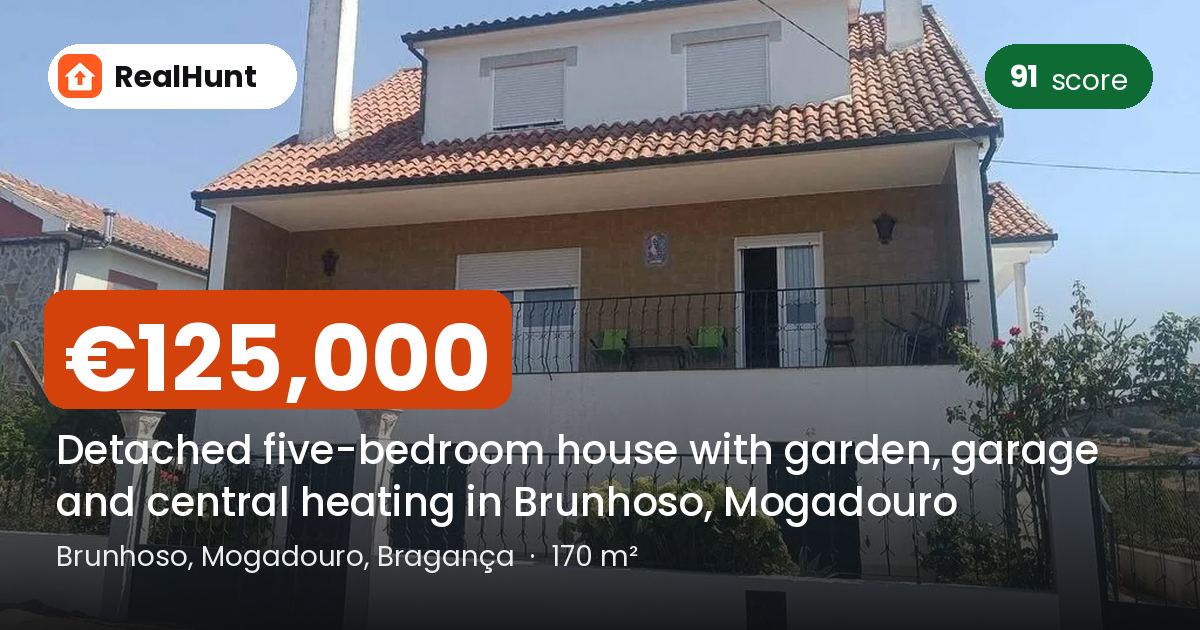 RealHunt
91 score
€125,000
Detached five-bedroom house with garden, garage
and central heating in Brunhoso, Mogadouro
Brunhoso, Mogadouro, Bragança · 170 m²